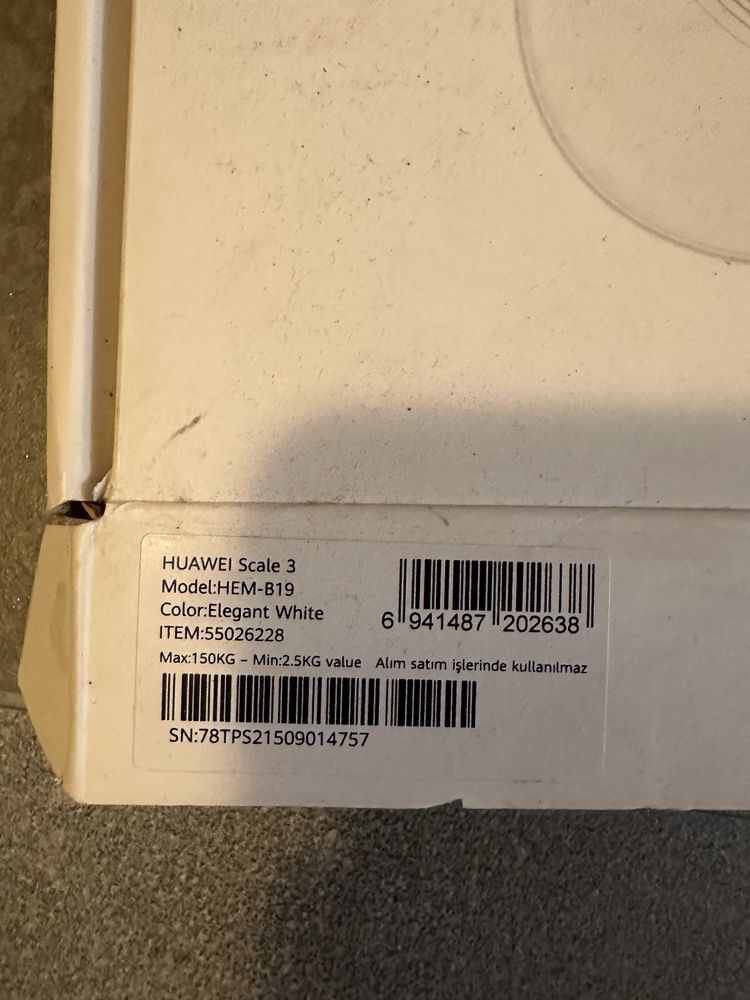 HUAWEI Scale 3
Model:HEM-B19
Color:Elegant White
ITEM:55026228
6 941487 202638
Max:150KG – Min:2.5KG value Alım satım işlerinde kullanılmaz
SN:78TPS21509014757